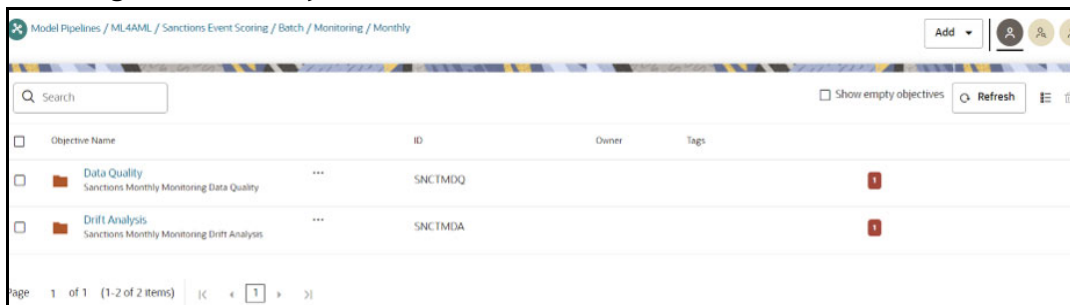 Model Pipelines / ML4AML / Sanctions Event Scoring / Batch / Monitoring / Monthly
Add
Search
Show empty objectives
Refresh
Objective Name ID Owner Tags
Data Quality ... SNCTMDQ 1
Sanctions Monthly Monitoring Data Quality
Drift Analysis ... SNCTMDA 1
Sanctions Monthly Monitoring Drift Analysis
Page 1 of 1 (1-2 of 2 items) 1